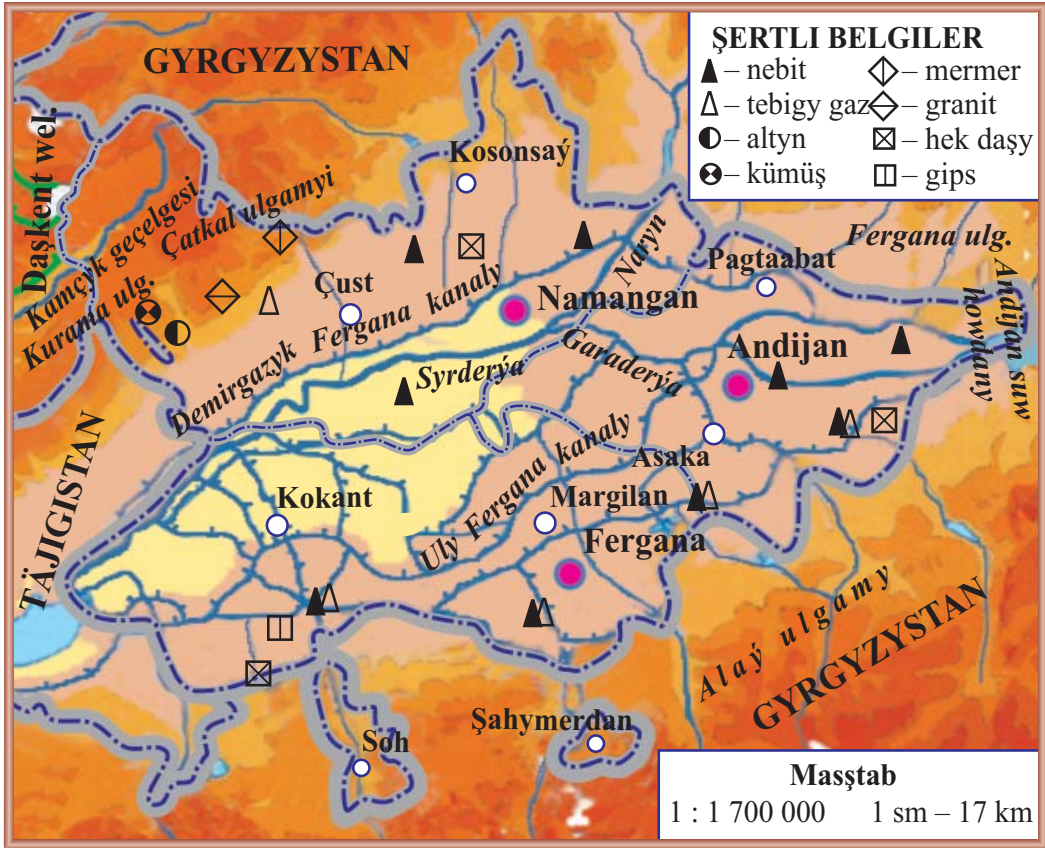 GYRGYZYSTAN
ŞERTLI BELGILER
– nebit
– mermer
– tebigy gaz
– granit
– altyn
– hek daşy
– kümüş
– gips
Daşkent wel.
Kosonsaý
Kamçyk geçelgesi
Çatkal ulgamyi
Kurama ulg.
Çust
Demirgazyk Fergana kanaly
Namangan
Naryn
Pagtaabat
Fergana ulg.
Andijan suw
howdany
Andijan
Garaderýa
Syrderýa
TÄJIGISTAN
Kokant
Uly Fergana kanaly
Asaka
Margilan
Fergana
Alaý ulgamy
GYRGYZYSTAN
Soh
Şahymerdan
Masştab
1 : 1 700 000 1 sm – 17 km